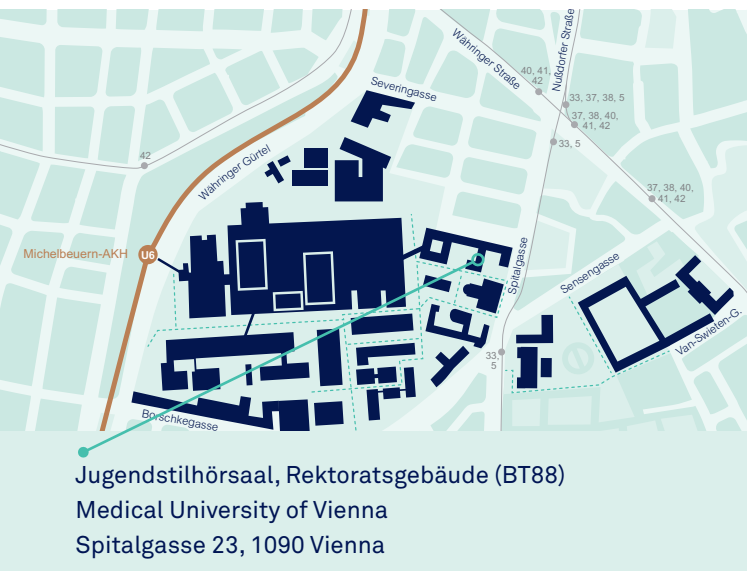 Währinger Straße
Nußdorfer Straße
40, 41,
42
Severingasse
33, 37, 38, 5
37, 38, 40,
41, 42
33, 5
42
Währinger Gürtel
37, 38, 40,
41, 42
Michelbeuern-AKH
U6
Spitalgasse
Sensengasse
Van-Swieten-G.
33,
5
Borschkegasse
Jugendstilhörsaal, Rektoratsgebäude (BT88)
Medical University of Vienna
Spitalgasse 23, 1090 Vienna